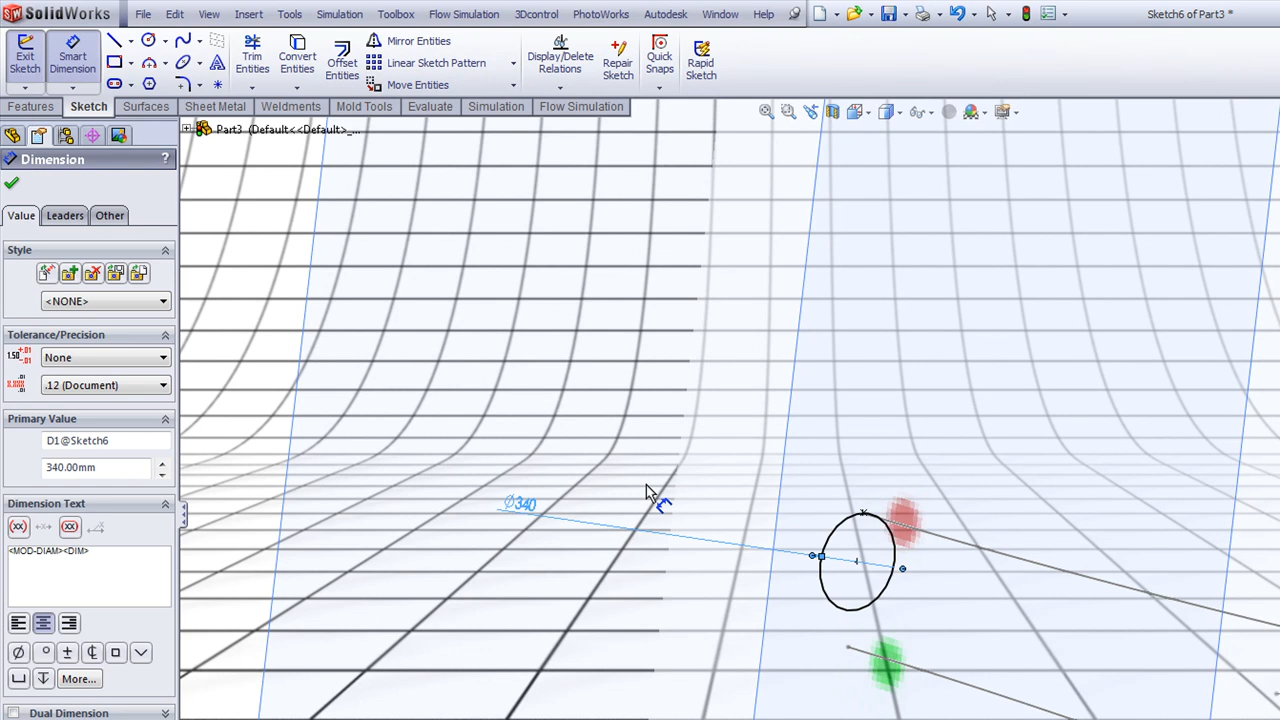 SolidWorks File Edit View Insert Tools Simulation Toolbox Flow Simulation 3Dcontrol PhotoWorks Autodesk Window Help Sketch6 of Part3 *
Exit Sketch
Smart Dimension
Trim Entities
Convert Entities
Offset Entities
Mirror Entities
Linear Sketch Pattern
Move Entities
Display/Delete Relations
Repair Sketch
Quick Snaps
Rapid Sketch
Features Sketch Surfaces Sheet Metal Weldments Mold Tools Evaluate Simulation Flow Simulation
Part3 (Default<<Default>_...
Dimension ?
Value Leaders Other
Style
<NONE>
Tolerance/Precision
None
.12 (Document)
Primary Value
D1@Sketch6
340.00mm
Dimension Text
<MOD-DIAM><DIM>
More...
Dual Dimension
Ø340